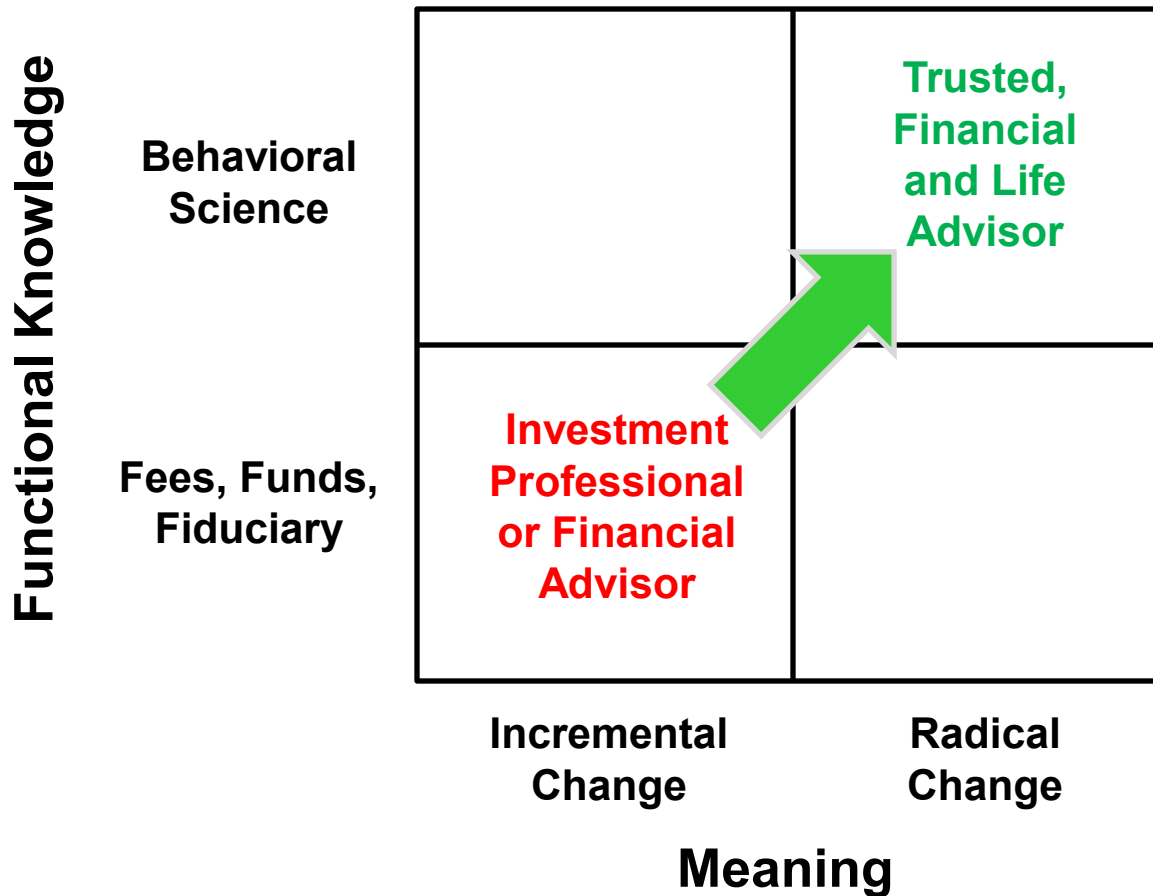 Functional Knowledge
Behavioral
Science
Trusted,
Financial
and Life
Advisor
Fees, Funds,
Fiduciary
Investment
Professional
or Financial
Advisor
Incremental
Change
Radical
Change
Meaning